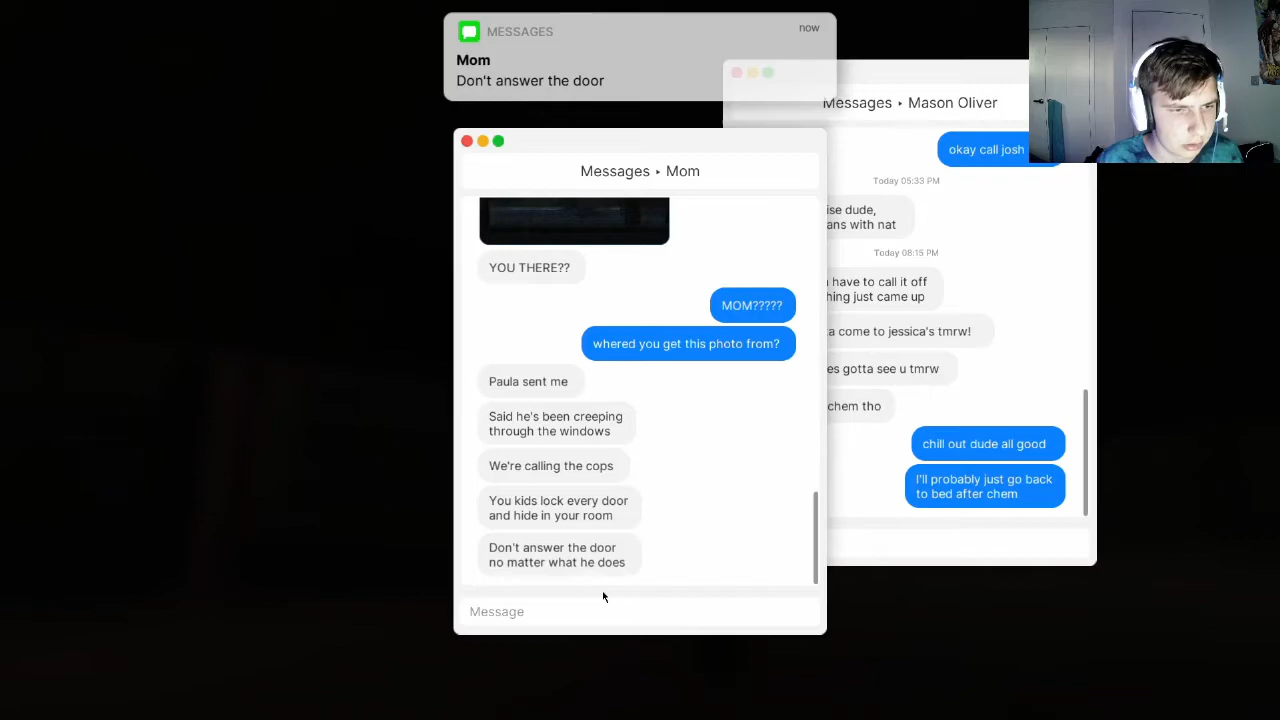 MESSAGES
now
Mom
Don't answer the door
Messages ▸ Mason Oliver
okay call josh
Today 05:33 PM
dude,
with nat
Today 08:15 PM
have to call it off
just came up
come to jessica's tmrw!
gotta see u tmrw
chem tho
chill out dude all good
I'll probably just go back
to bed after chem
Messages ▸ Mom
YOU THERE??
MOM?????
whered you get this photo from?
Paula sent me
Said he's been creeping
through the windows
We're calling the cops
You kids lock every door
and hide in your room
Don't answer the door
no matter what he does
Message